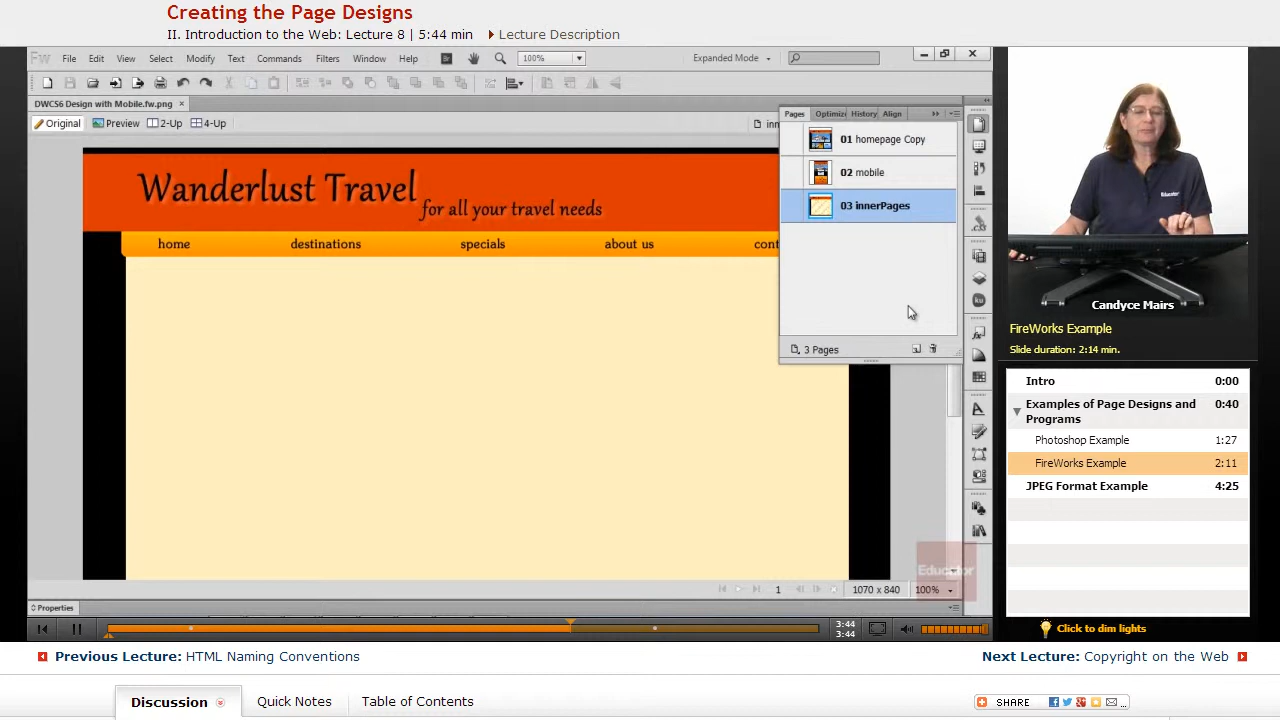 Creating the Page Designs
II. Introduction to the Web: Lecture 8 | 5:44 min
Lecture Description
Fw File Edit View Select Modify Text Commands Filters Window Help 100% Expanded Mode
DWCS6 Design with Mobile.fw.png
Original Preview 2-Up 4-Up inn
Pages Optimize History Align
01 homepage Copy
02 mobile
03 innerPages
3 Pages
Wanderlust Travel
for all your travel needs
home destinations specials about us cont
Educator
1 1070 x 840 100%
Properties
3:44
3:44
Educator
Candyce Mairs
FireWorks Example
Slide duration: 2:14 min.
Intro 0:00
Examples of Page Designs and 0:40
Programs
Photoshop Example 1:27
FireWorks Example 2:11
JPEG Format Example 4:25
Click to dim lights
Previous Lecture: HTML Naming Conventions
Next Lecture: Copyright on the Web
Discussion Quick Notes Table of Contents
SHARE